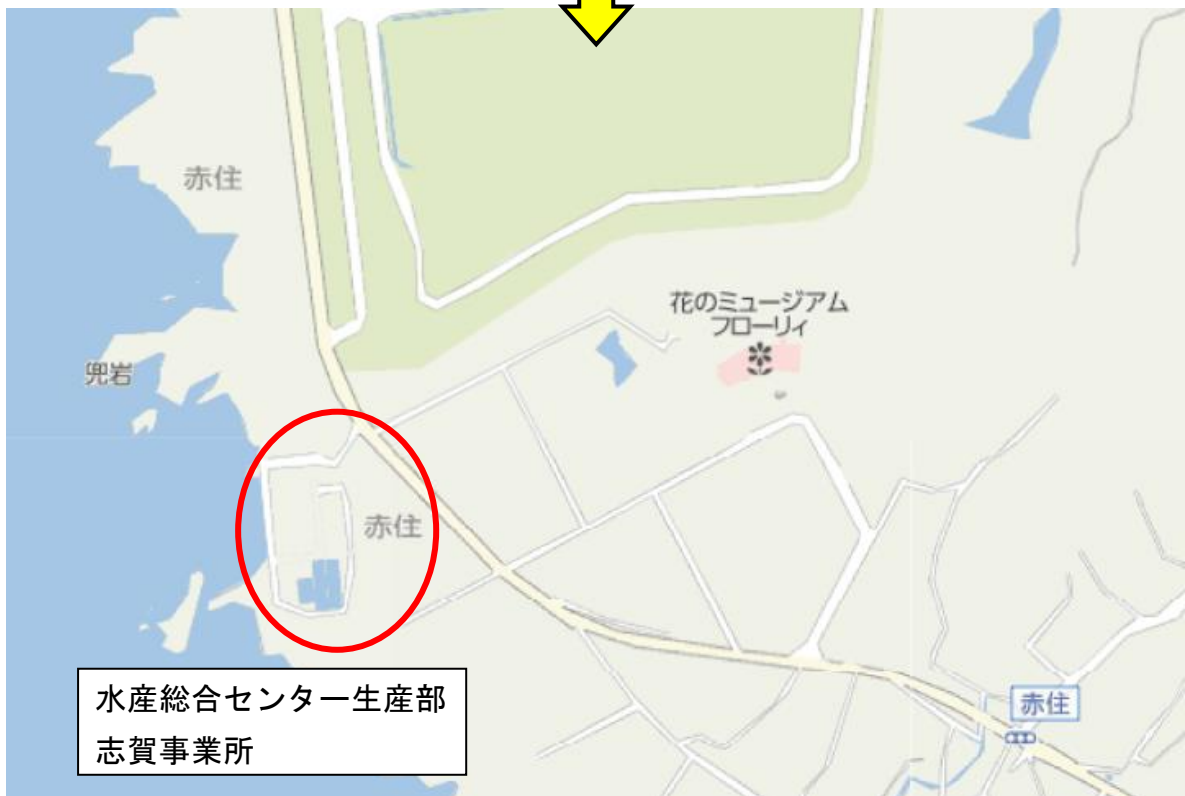 赤住
花のミュージアム
フローリィ
兜岩
赤住
水産総合センター生産部
志賀事業所
赤住